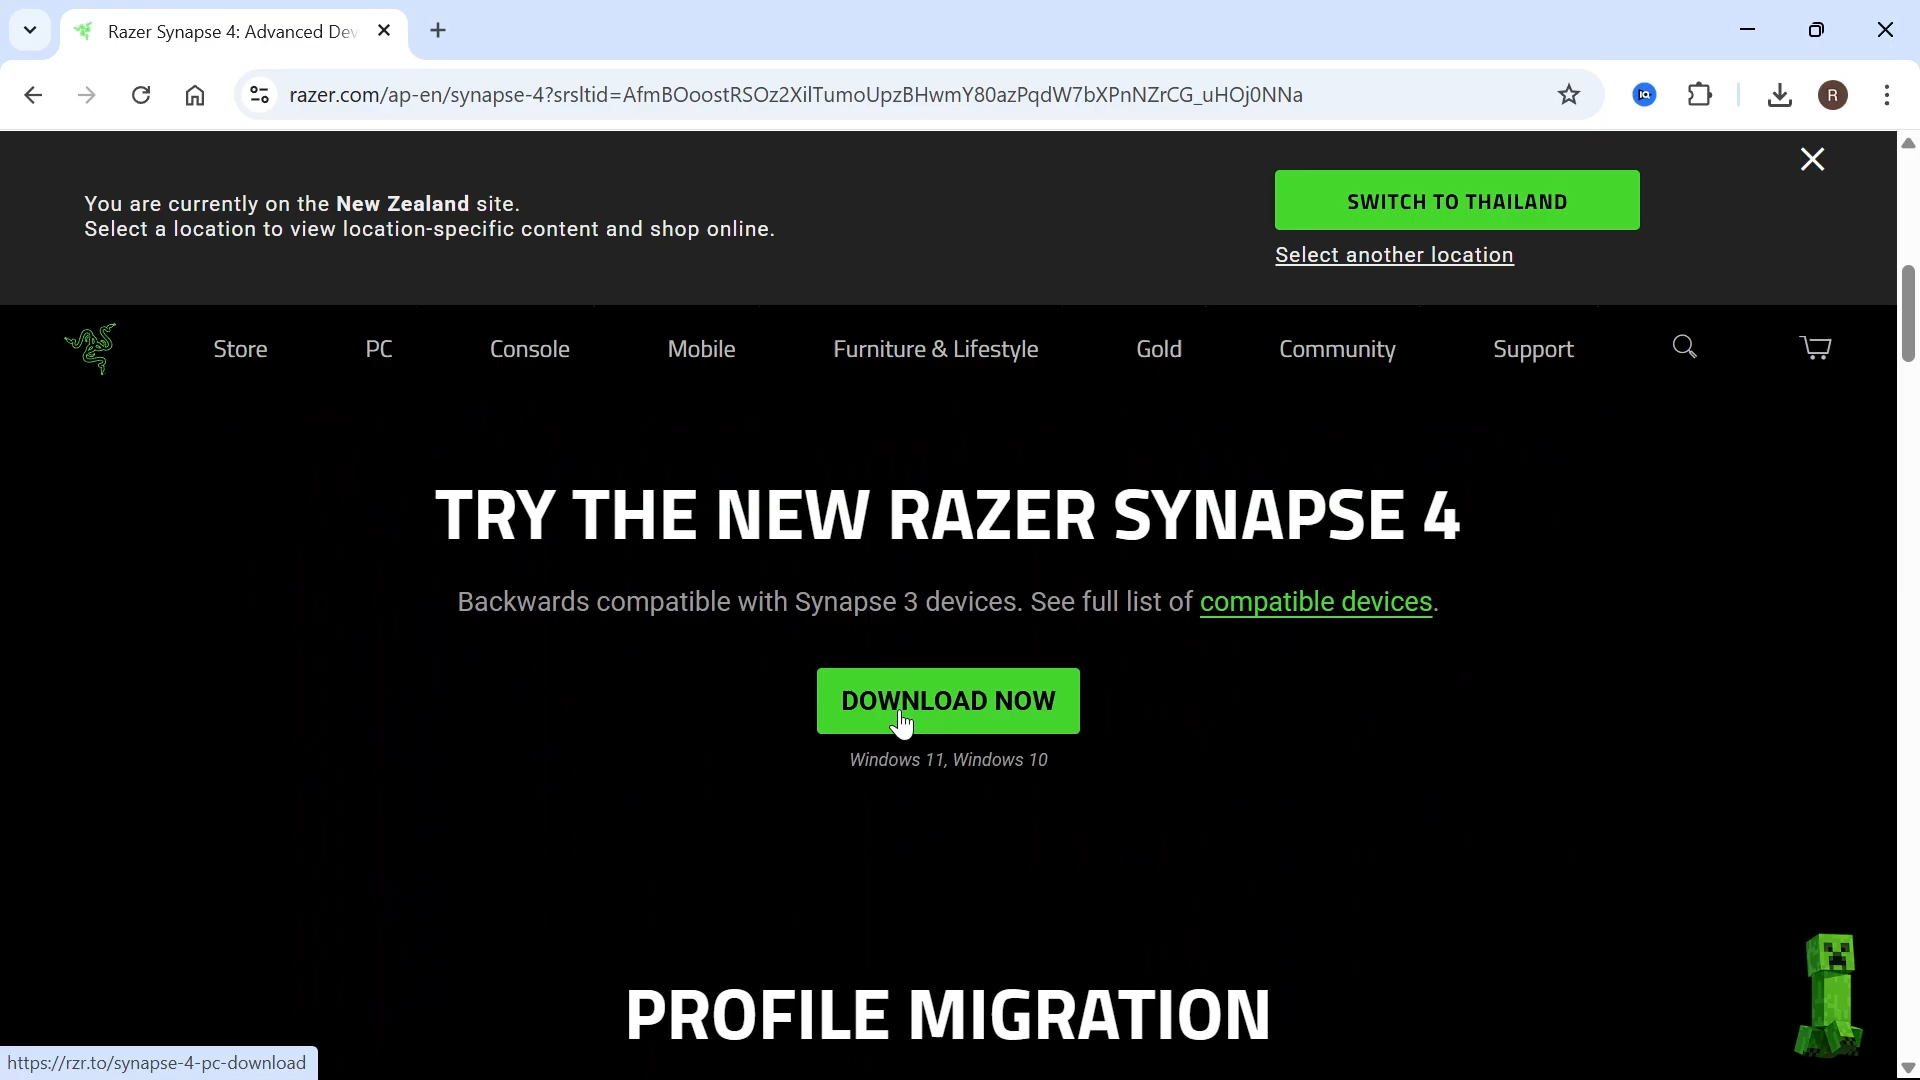 Razer Synapse 4: Advanced Dev
razer.com/ap-en/synapse-4?srsltid=AfmBOoostRSOz2XilTumoUpzBHwmY80azPqdW7bXPnNZrCG_uHOj0NNa
IQ
R
You are currently on the New Zealand site.
Select a location to view location-specific content and shop online.
SWITCH TO THAILAND
Select another location
Store
PC
Console
Mobile
Furniture & Lifestyle
Gold
Community
Support
TRY THE NEW RAZER SYNAPSE 4
Backwards compatible with Synapse 3 devices. See full list of compatible devices.
DOWNLOAD NOW
Windows 11, Windows 10
PROFILE MIGRATION
https://rzr.to/synapse-4-pc-download